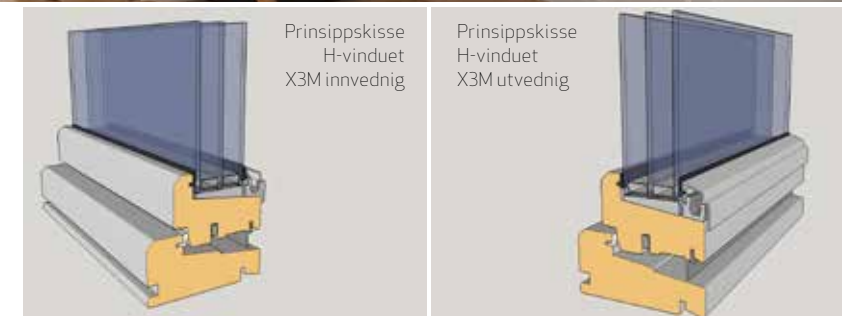 Prinsippskisse
H-vinduet
X3M innvednig
Prinsippskisse
H-vinduet
X3M utvednig